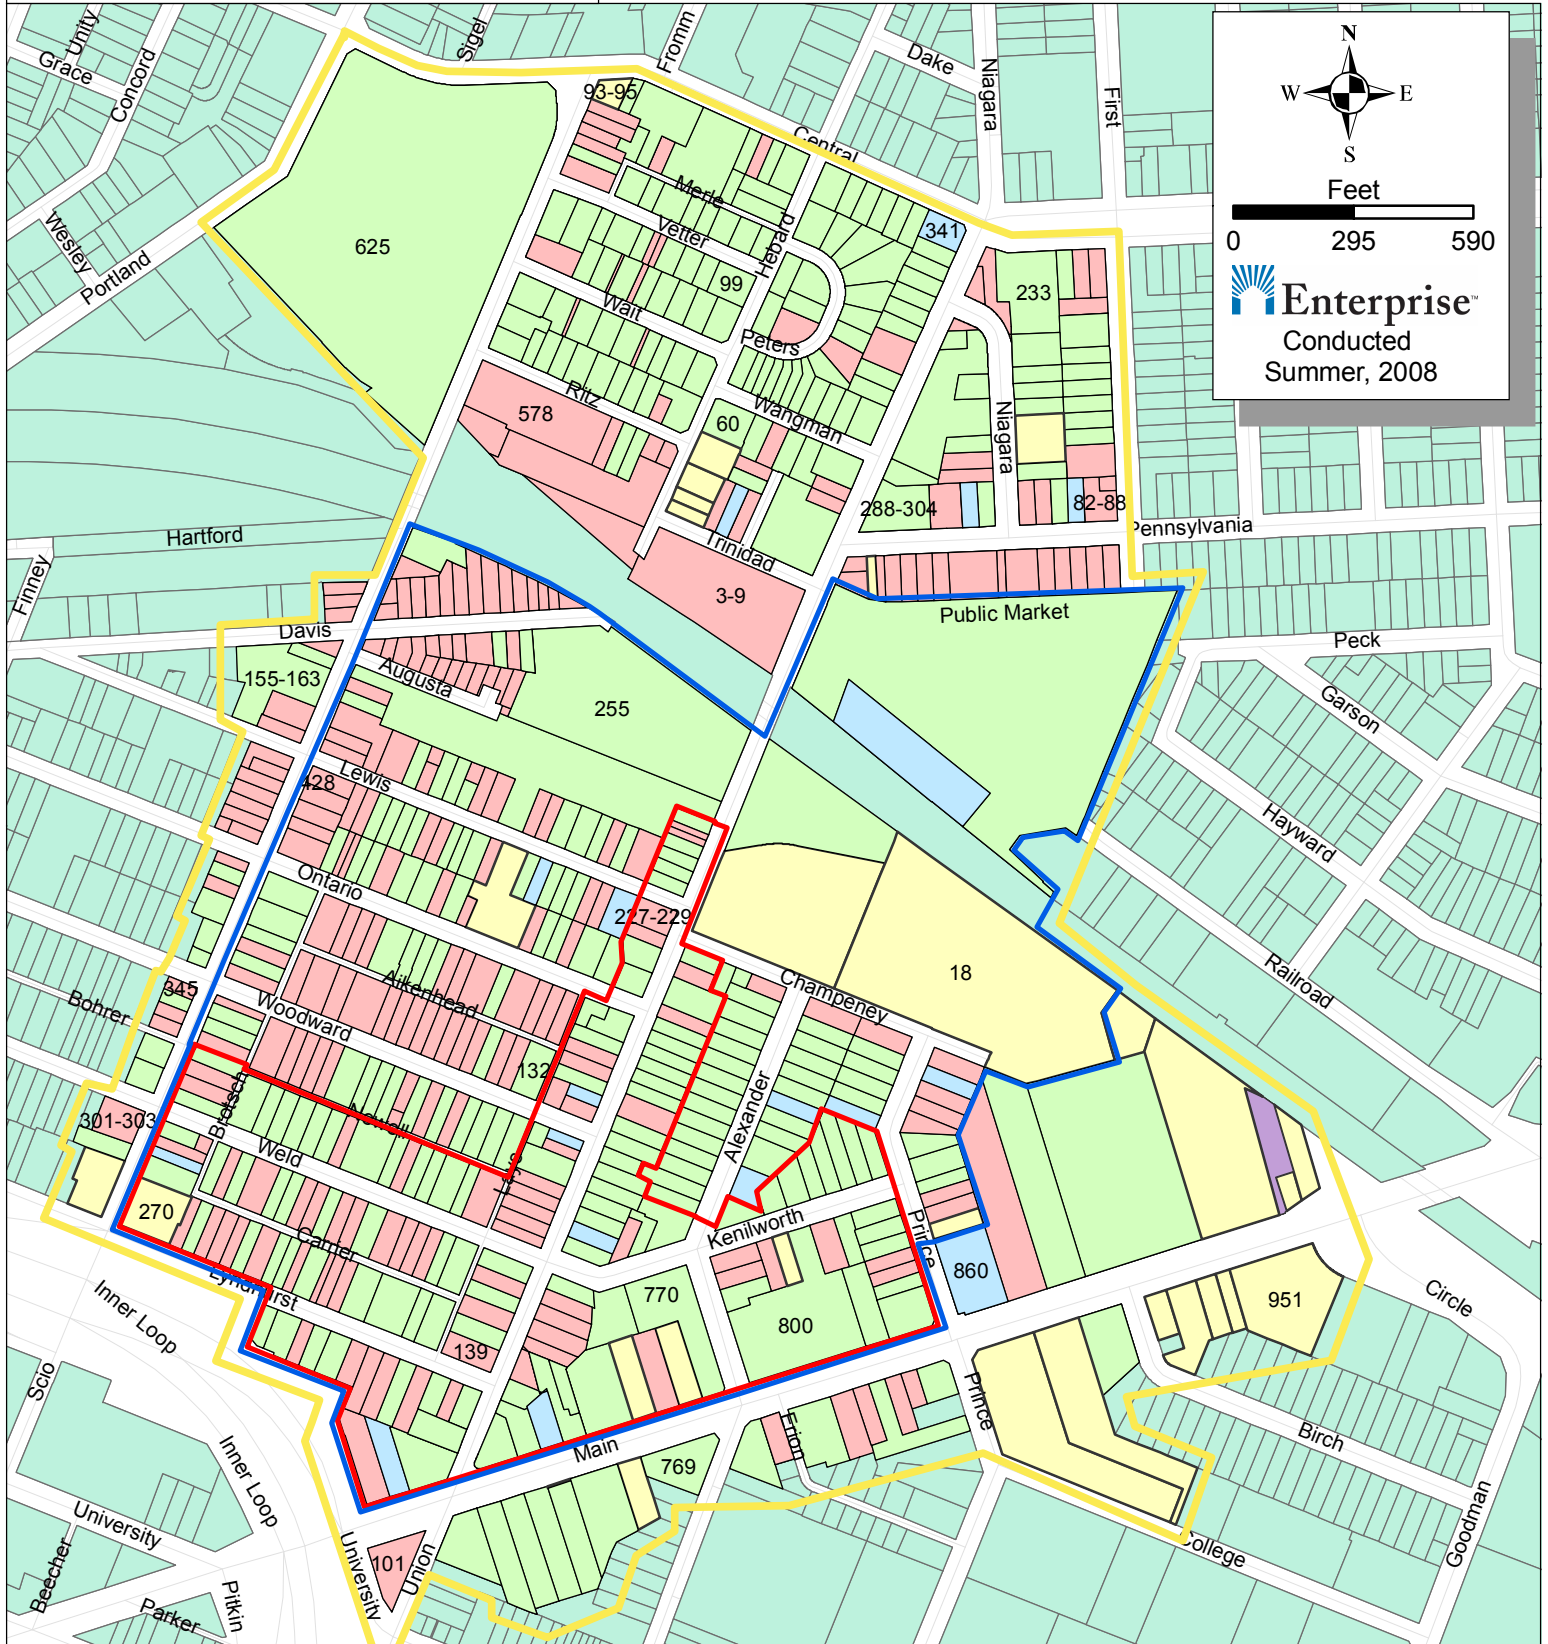 Unity
Sigel
Fromm
Grace
Concord
Dake
Niagara
First
N
W E
S
Feet
0 295 590
Enterprise™
Conducted
Summer, 2008
93-95
Central
Merle
Wesley
Portland
625
Vetter
Hebard
341
99
233
Wait
Peters
Ritz
578
60
Wangman
Niagara
288-304
82-88
Pennsylvania
Hartford
Trinidad
Finney
3-9
Public Market
Davis
Peck
155-163
Augusta
255
Garson
428
Lewis
Hayward
Ontario
227-229
18
Railroad
345
Aikenhead
Champeney
Bohrer
Woodward
132
Alexander
301-303
Brotsch
Newell
Weld
270
Carrier
Kenilworth
Prince
860
Lyndhurst
Inner Loop
770
800
951
Circle
139
Scio
Prince
Main
Erion
Birch
Inner Loop
769
University
Goodman
Beecher
101
University
Union
College
Pitkin
Parker